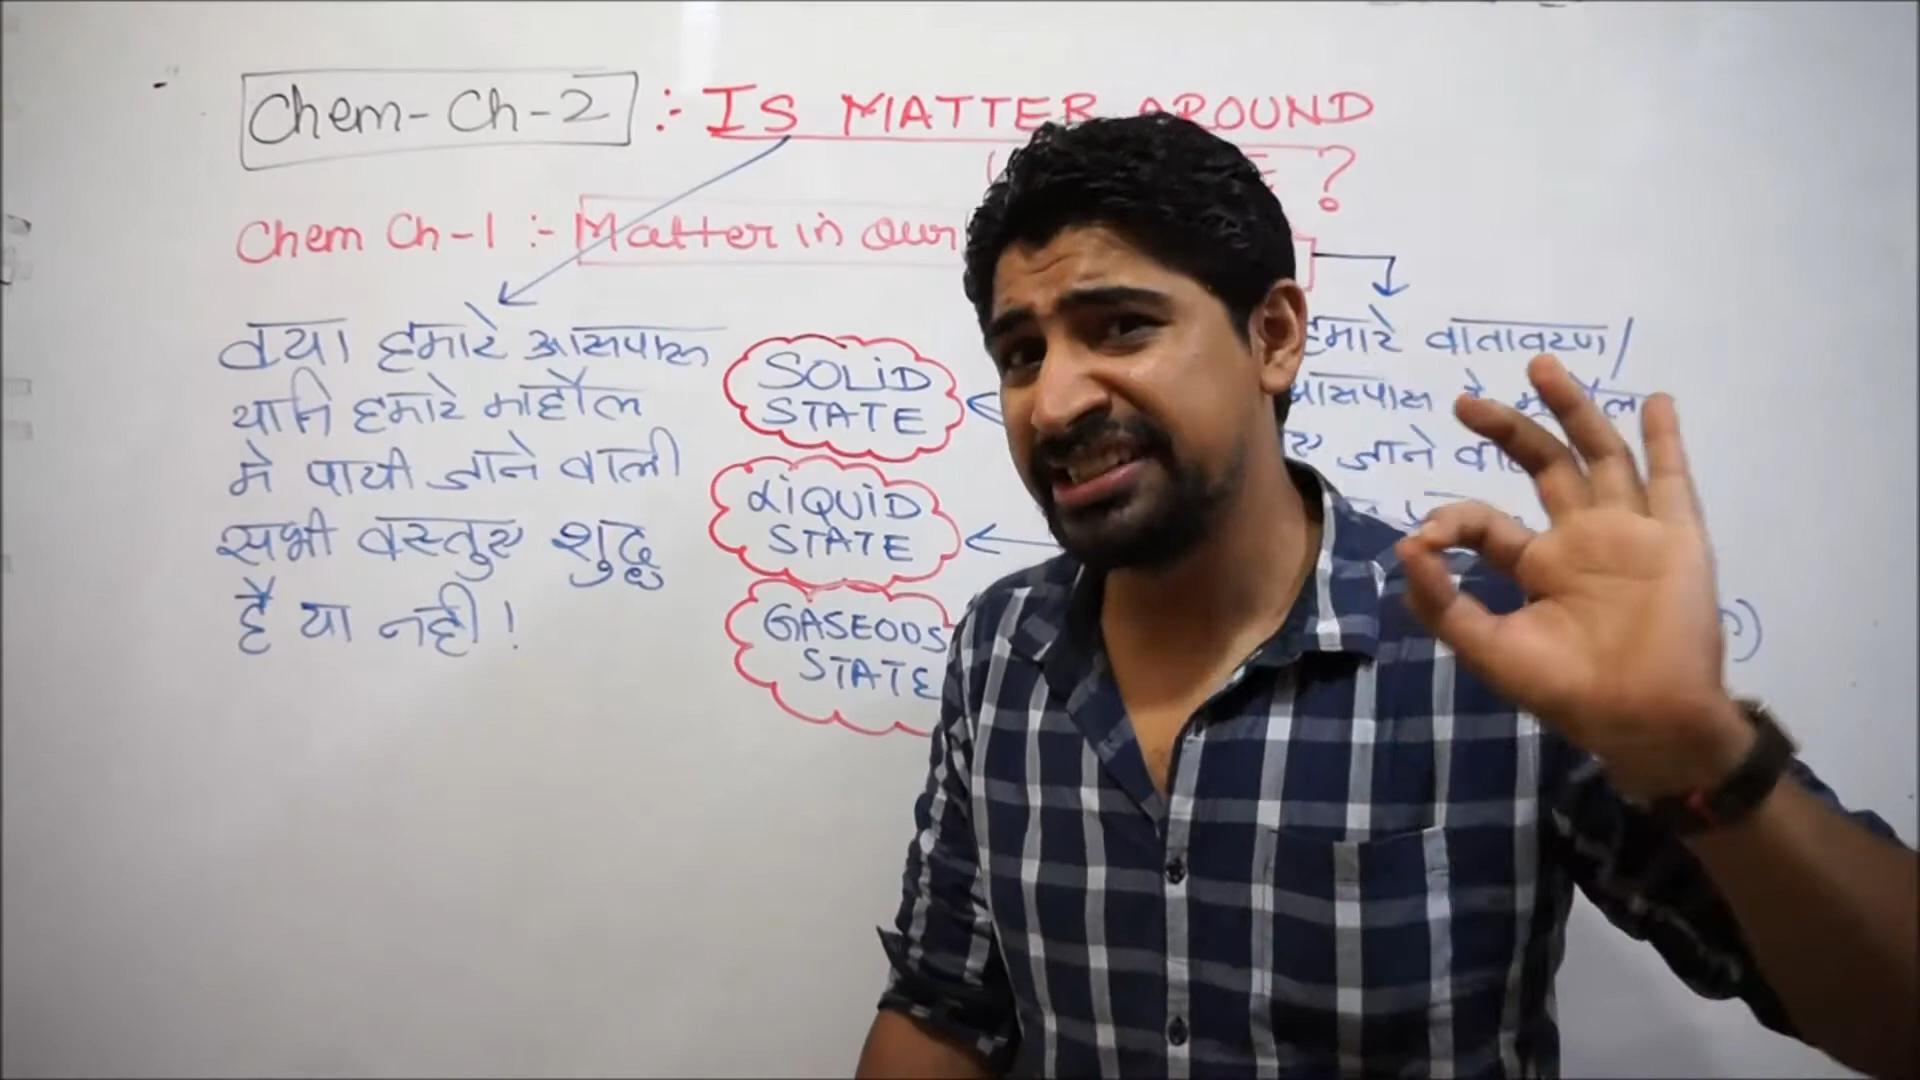 Chem-Ch-2 :- IS MATTER AROUND
?
Chem Ch-1 :- Matter in our
क्या हमारे आसपास
यानि हमारे माहौल
मे पायी जाने वाली
सभी वस्तुए शुद्ध
है या नही !
SOLiD
STATE
LiQUiD
STATE
GASEOUS
STATE
हमारे वातावरण/
आसपास के
जाने